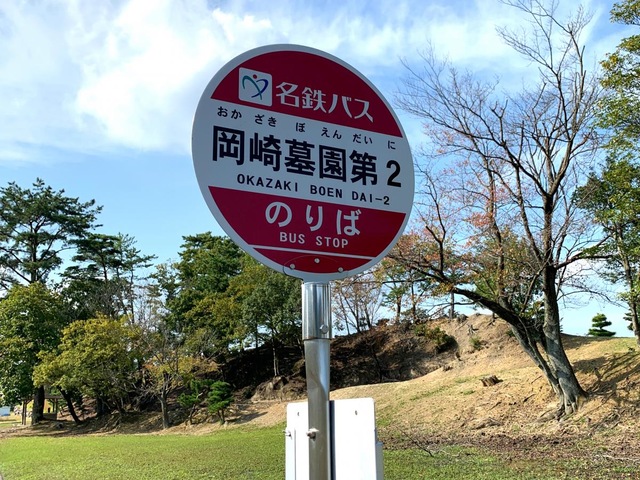 名鉄バス
おかざきぼえんだいに
岡崎墓園第2
OKAZAKI BOEN DAI-2
のりば
BUS STOP